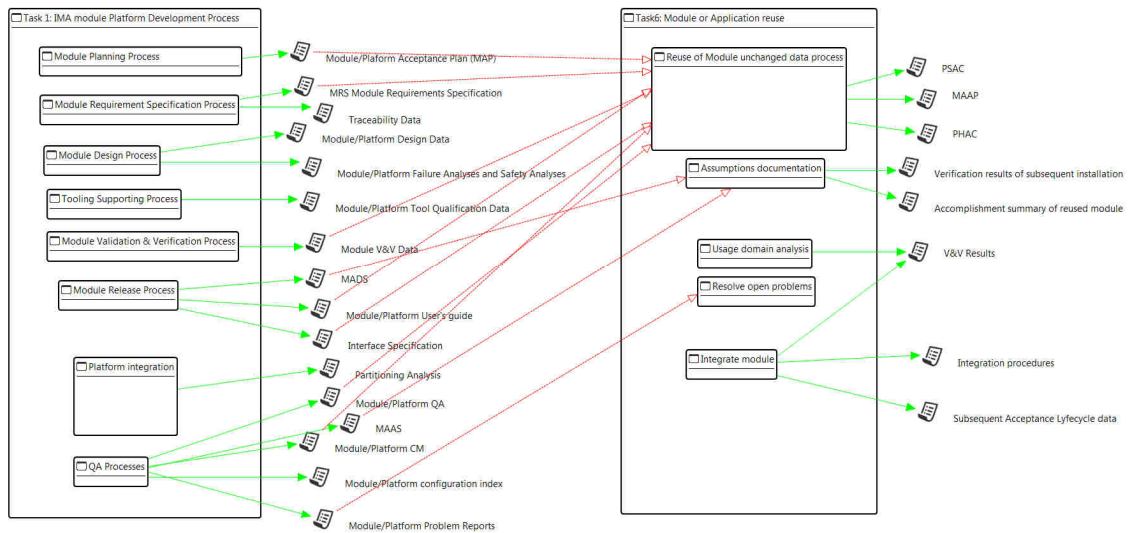 Task 1: IMA module Platform Development Process
Module Planning Process
Module Requirement Specification Process
Module Design Process
Tooling Supporting Process
Module Validation & Verification Process
Module Release Process
Platform integration
QA Processes
Module/Plaform Acceptance Plan (MAP)
MRS Module Requirements Specification
Traceability Data
Module/Platform Design Data
Module/Platform Failure Analyses and Safety Analyses
Module/Platform Tool Qualification Data
Module V&V Data
MADS
Module/Platform User's guide
Interface Specification
Partitioning Analysis
Module/Platform QA
MAAS
Module/Platform CM
Module/Platform configuration index
Module/Platform Problem Reports
Task6: Module or Application reuse
Reuse of Module unchanged data process
Assumptions documentation
Usage domain analysis
Resolve open problems
Integrate module
PSAC
MAAP
PHAC
Verification results of subsequent installation
Accomplishment summary of reused module
V&V Results
Integration procedures
Subsequent Acceptance Lyfecycle data